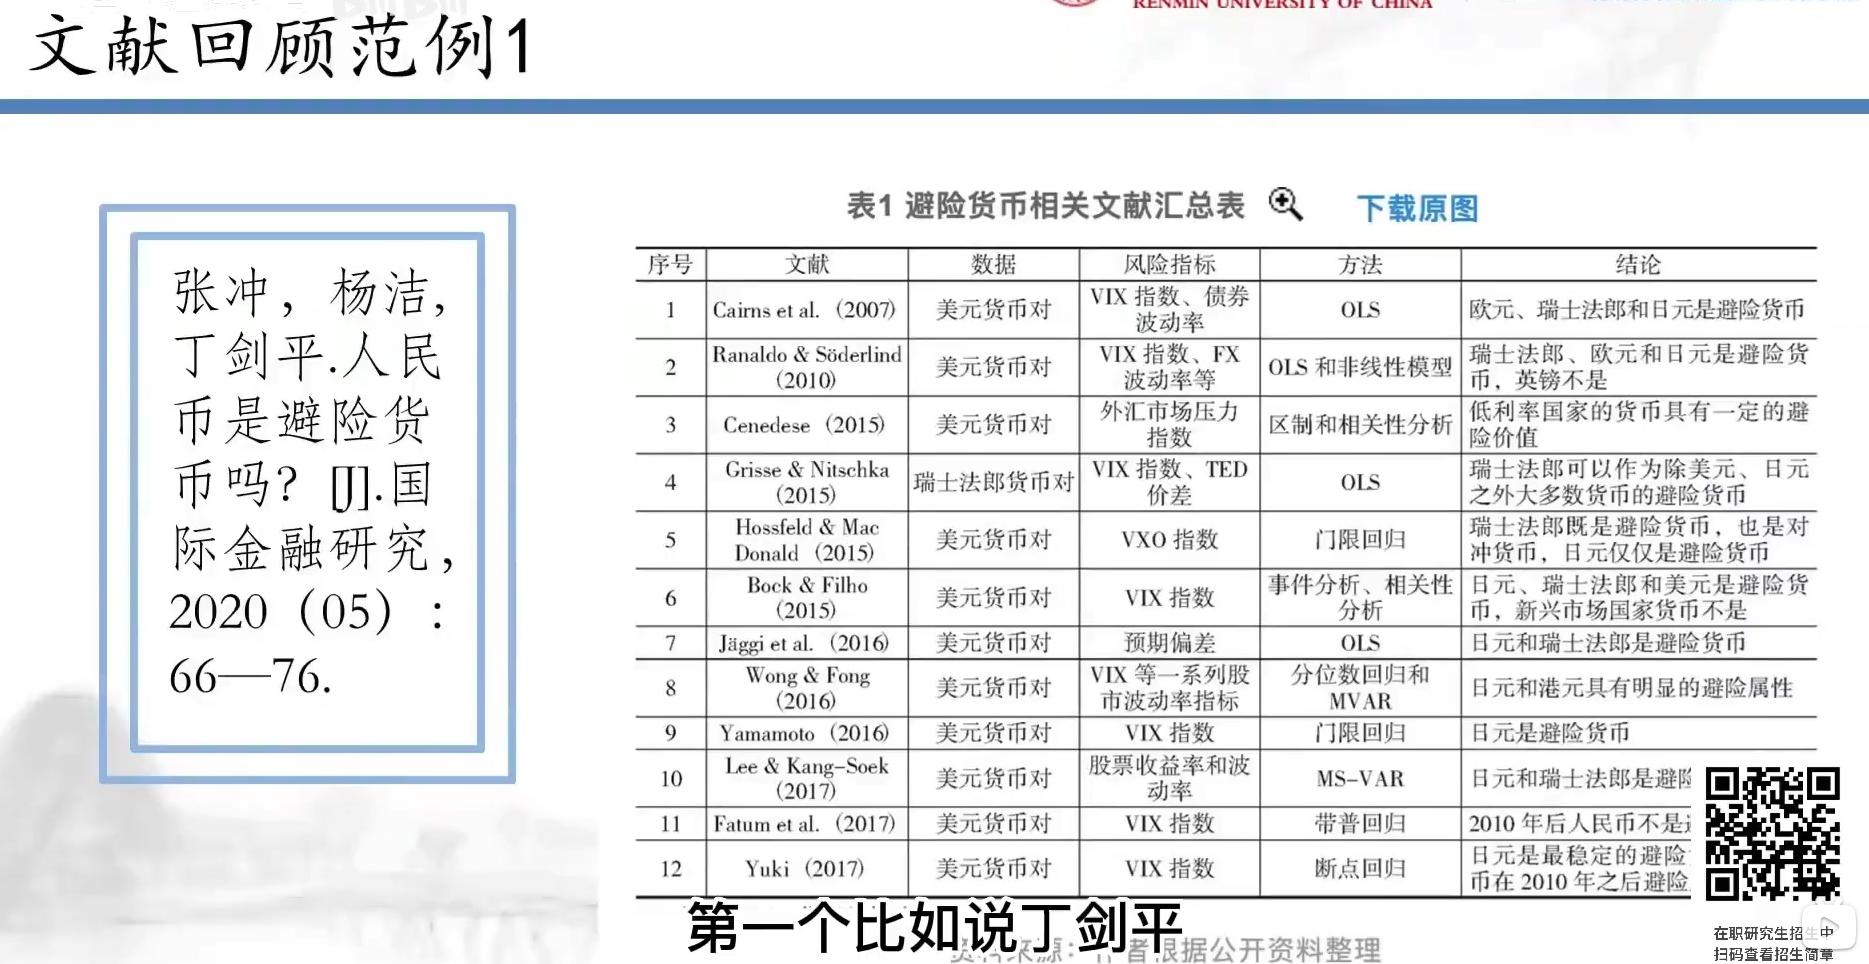 RENMIN UNIVERSITY OF CHINA
文献回顾范例1
张冲，杨洁，
丁剑平.人民
币是避险货
币吗？[J].国
际金融研究，
2020（05）：
66—76.
表1 避险货币相关文献汇总表 下载原图
序号 文献 数据 风险指标 方法 结论
1 Cairns et al.（2007） 美元货币对 VIX 指数、债券波动率 OLS 欧元、瑞士法郎和日元是避险货币
2 Ranaldo & Söderlind（2010） 美元货币对 VIX 指数、FX 波动率等 OLS 和非线性模型 瑞士法郎、欧元和日元是避险货币，英镑不是
3 Cenedese（2015） 美元货币对 外汇市场压力指数 区制和相关性分析 低利率国家的货币具有一定的避险价值
4 Grisse & Nitschka（2015） 瑞士法郎货币对 VIX 指数、TED 价差 OLS 瑞士法郎可以作为除美元、日元之外大多数货币的避险货币
5 Hossfeld & Mac Donald（2015） 美元货币对 VXO 指数 门限回归 瑞士法郎既是避险货币，也是对冲货币，日元仅仅是避险货币
6 Bock & Filho（2015） 美元货币对 VIX 指数 事件分析、相关性分析 日元、瑞士法郎和美元是避险货币，新兴市场国家货币不是
7 Jäggi et al.（2016） 美元货币对 预期偏差 OLS 日元和瑞士法郎是避险货币
8 Wong & Fong（2016） 美元货币对 VIX 等一系列股市波动率指标 分位数回归和 MVAR 日元和港元具有明显的避险属性
9 Yamamoto（2016） 美元货币对 VIX 指数 门限回归 日元是避险货币
10 Lee & Kang-Soek（2017） 美元货币对 股票收益率和波动率 MS-VAR 日元和瑞士法郎是避险
11 Fatum et al.（2017） 美元货币对 VIX 指数 带普回归 2010 年后人民币不是
12 Yuki（2017） 美元货币对 VIX 指数 断点回归 日元是最稳定的避险 币在 2010 年之后避险
第一个比如说丁剑平
资料来源：作者根据公开资料整理
在职研究生招生中
扫码查看招生简章